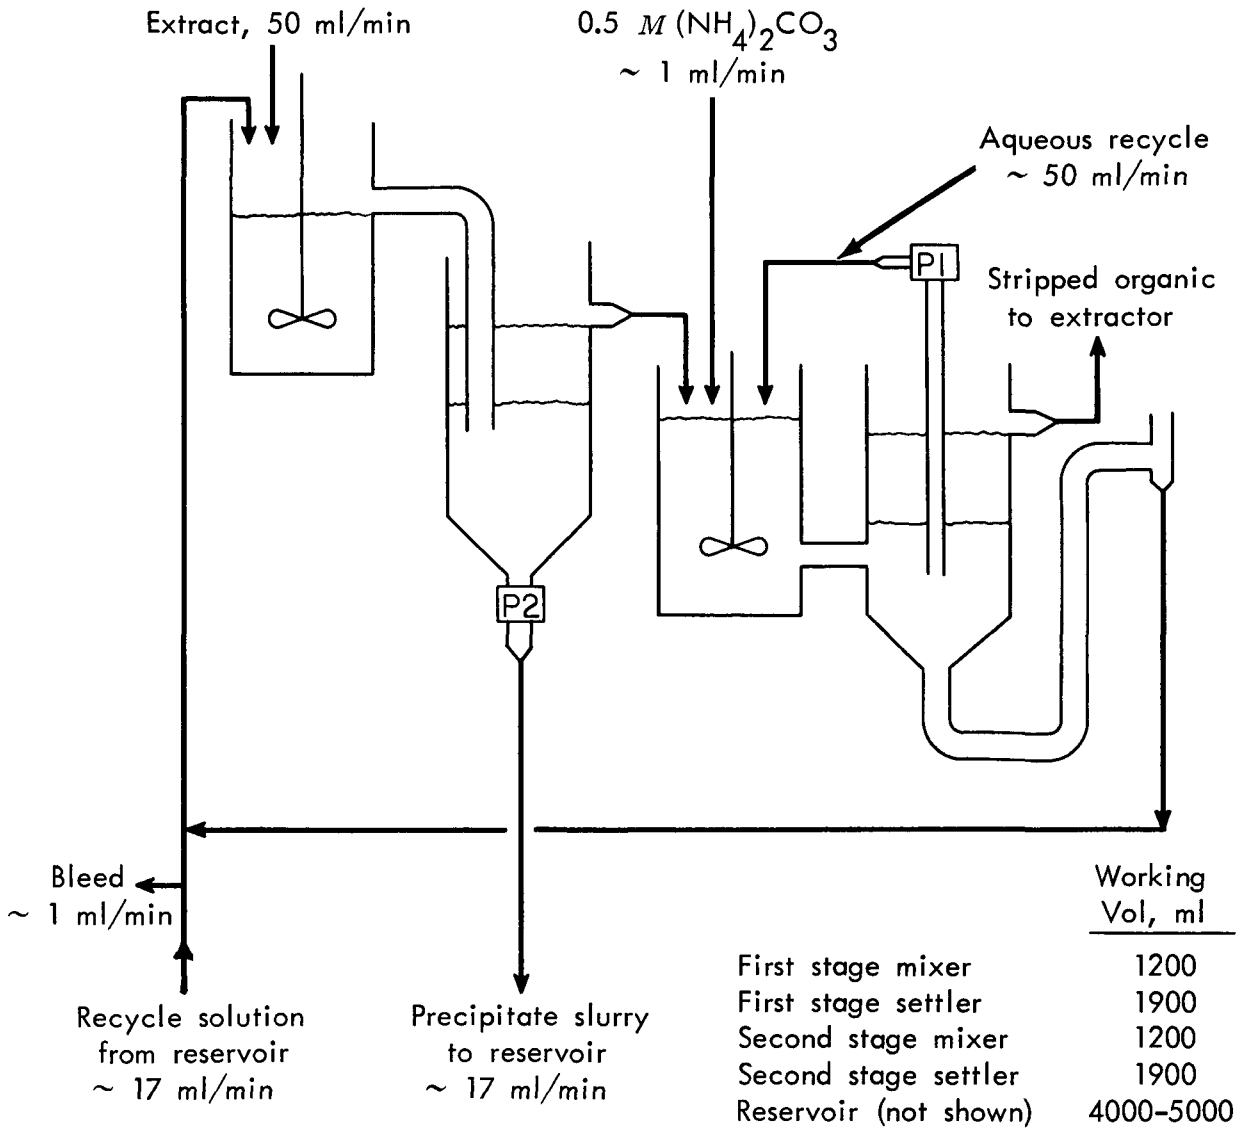 Extract, 50 ml/min
0.5 M (NH4)2CO3
~ 1 ml/min
Aqueous recycle
~ 50 ml/min
P1
Stripped organic
to extractor
P2
Bleed
~ 1 ml/min
Recycle solution
from reservoir
~ 17 ml/min
Precipitate slurry
to reservoir
~ 17 ml/min
Working
Vol, ml
First stage mixer 1200
First stage settler 1900
Second stage mixer 1200
Second stage settler 1900
Reservoir (not shown) 4000-5000